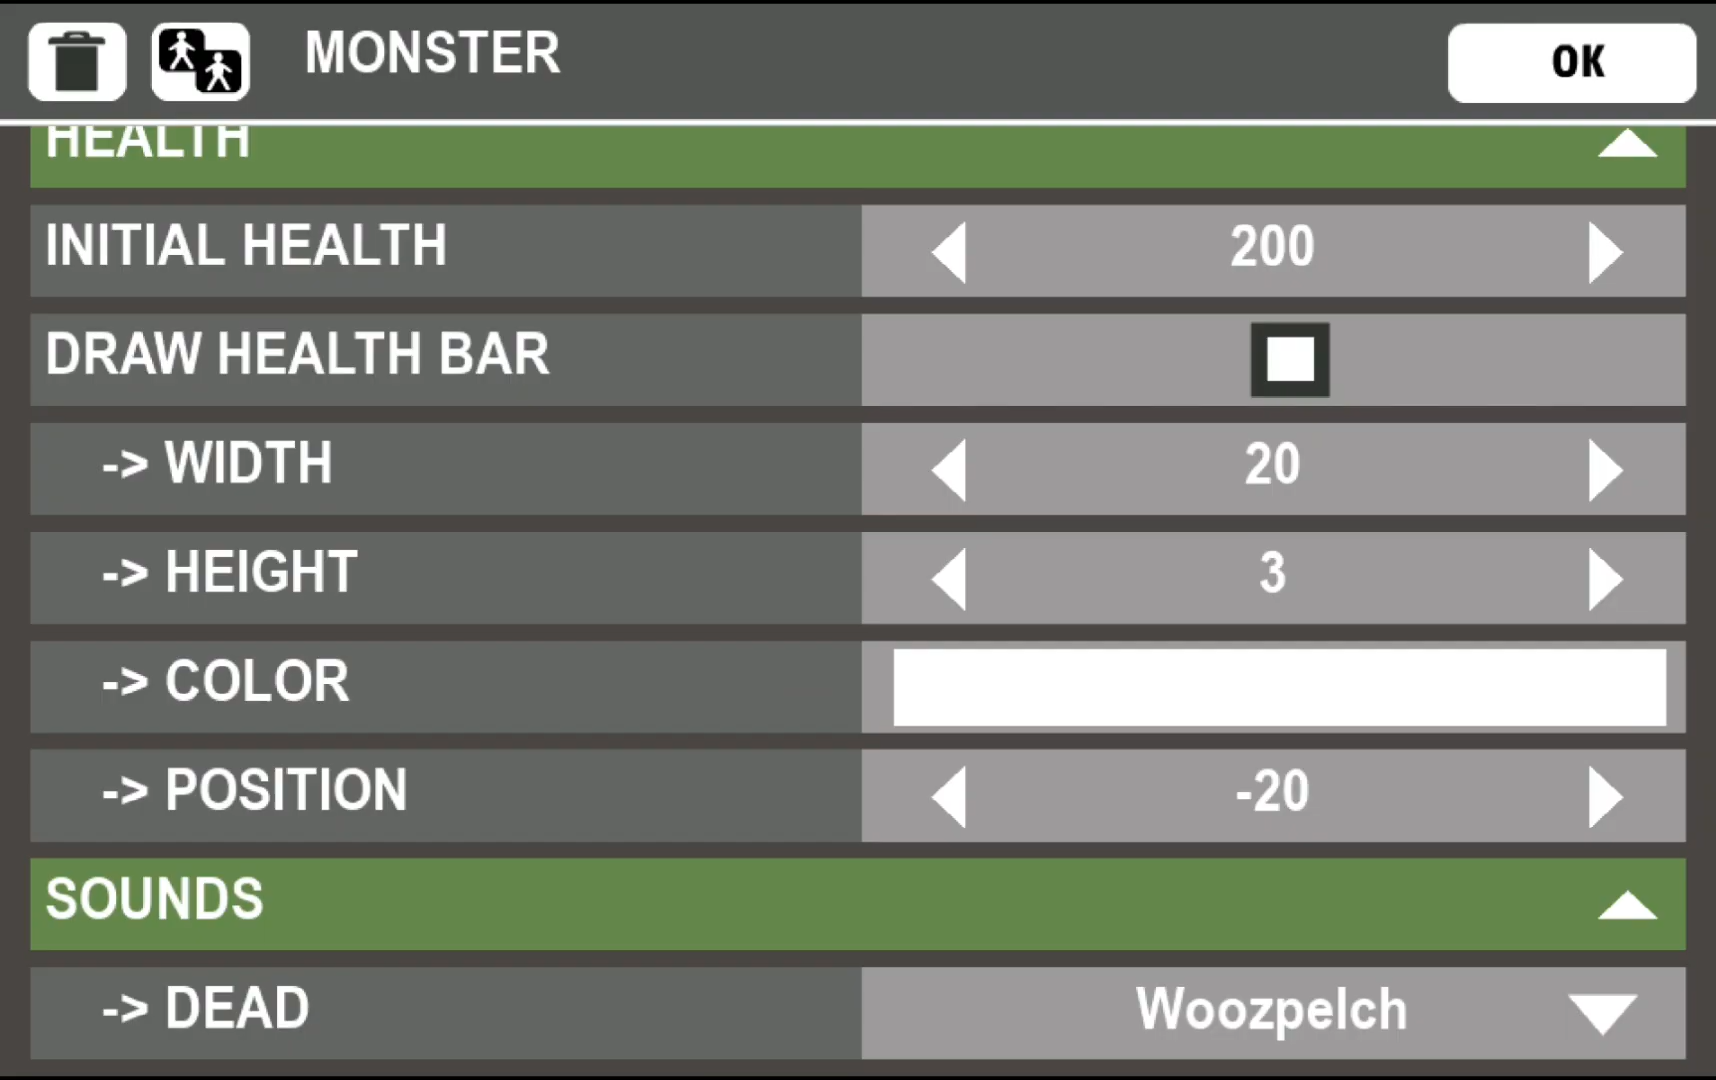 MONSTER
OK
HEALTH
INITIAL HEALTH 200
DRAW HEALTH BAR
-> WIDTH 20
-> HEIGHT 3
-> COLOR
-> POSITION -20
SOUNDS
-> DEAD Woozpelch